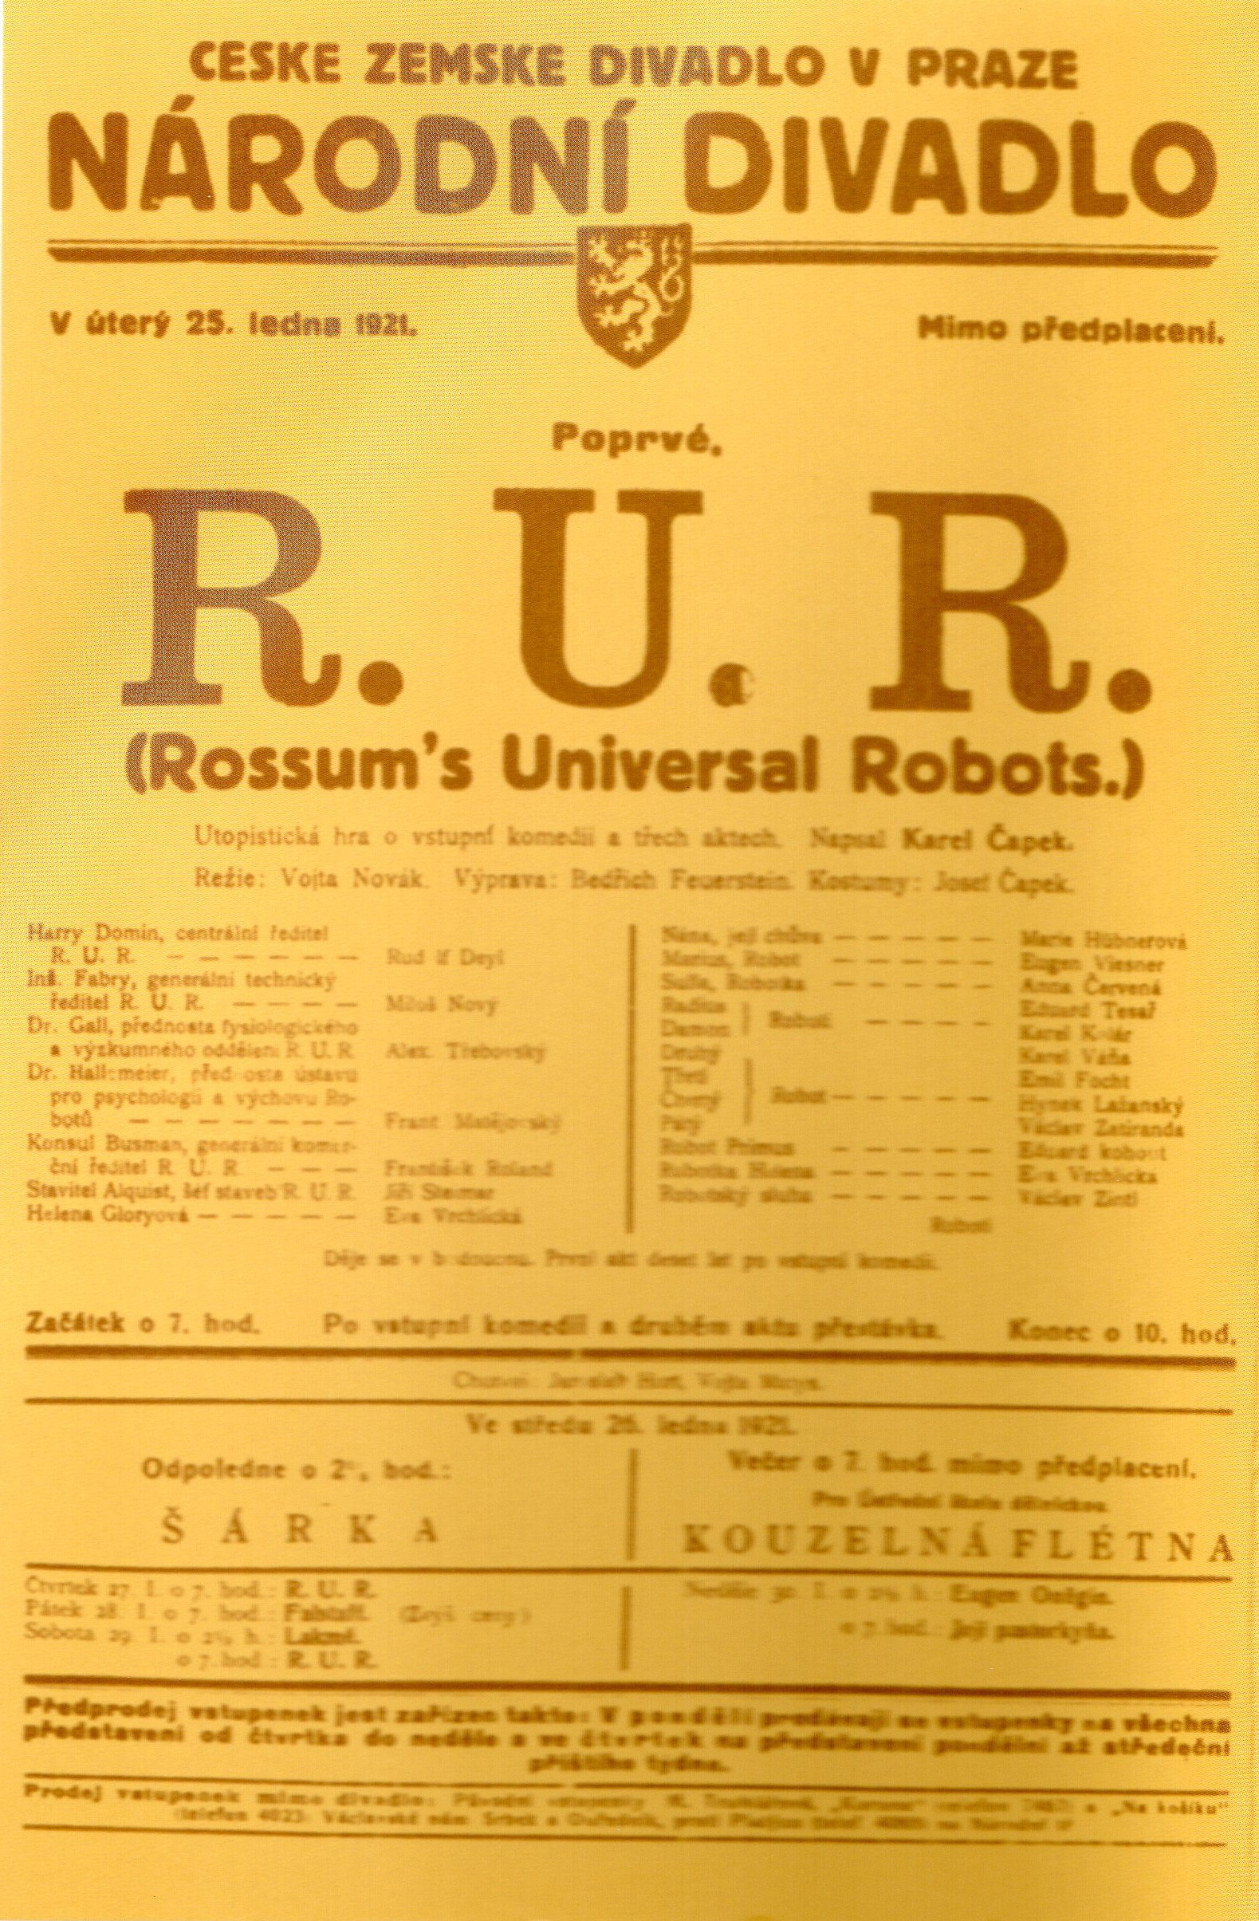 CESKE ZEMSKE DIVADLO V PRAZE
NÁRODNÍ DIVADLO
V úterý 25. ledna 1921.
Mimo předplacení.
Poprvé.
R. U. R.
(Rossum's Universal Robots.)
Utopistická hra o vstupní komedii a třech aktech. Napsal Karel Čapek.
Režie: Vojta Novák. Výprava: Bedřich Feuerstein. Kostumy: Josef Čapek.
Harry Domin, centrální ředitel
R. U. R. — — — — — — — Rud lf Deyl
Inž. Fabry, generální technický
ředitel R. U. R. — — — — Miloš Nový
Dr. Gall, přednosta fysiologického
a výzkumného oddělení R. U. R. Alex. Třebovský
Dr. Hallemeier, přednosta ústavu
pro psychologii a výchovu Ro-
botů — — — — — — — Frant. Matějovský
Konsul Busman, generální komer-
ční ředitel R. U. R. — — — František Roland
Stavitel Alquist, šéf staveb R. U. R. Jiří Steimar
Helena Gloryová — — — — — Eva Vrchlická
Nána, její chůva — — — — — Marie Hübnerová
Marius, Robot — — — — — Eugen Viesner
Sulla, Robotka — — — — — Anna Červená
Radius Eduard Tesař
Roboti — — — —
Damon Karel Kolár
Druhý Karel Váňa
Třetí Emil Focht
Čtvrtý Robot — — — — — Hynek Lažanský
Pátý Václav Zatiranda
Robot Primus — — — — — Eduard kohout
Robotka Helena — — — — — Eva Vrchlická
Robotský sluha — — — — — Václav Zintl
Roboti
Děje se v budoucnu. První akt deset let po vstupní komedii.
Začátek o 7. hod. Po vstupní komedii a druhém aktu přestávka. Konec o 10. hod.
Ve středu 26. ledna 1921.
Odpoledne o 2 hod.:
ŠÁRKA
Večer o 7. hod. mimo předplacení.
Pro Ústřední školu dělnickou.
KOUZELNÁ FLÉTNA
Čtvrtek 27. I. o 7. hod.: R. U. R.
Pátek 28. I. o 7. hod.: Falstaff. (Zvýš. ceny)
Sobota 29. I. o 2½ h.: Lakmé.
o 7. hod.: R. U. R.
Neděle 30. I. o 2½ h.: Eugen Oněgin.
o 7. hod.: Její pastorkyňa.
Předprodej vstupenek jest zařízen takto: V pondělí prodávají se vstupenky na všechna
představení od čtvrtka do neděle a ve čtvrtek na představení pondělní až středeční
příštího týdne.
Prodej vstupenek mimo divadlo: a „Na košíku"
(telefon 4023) Václavské nám.